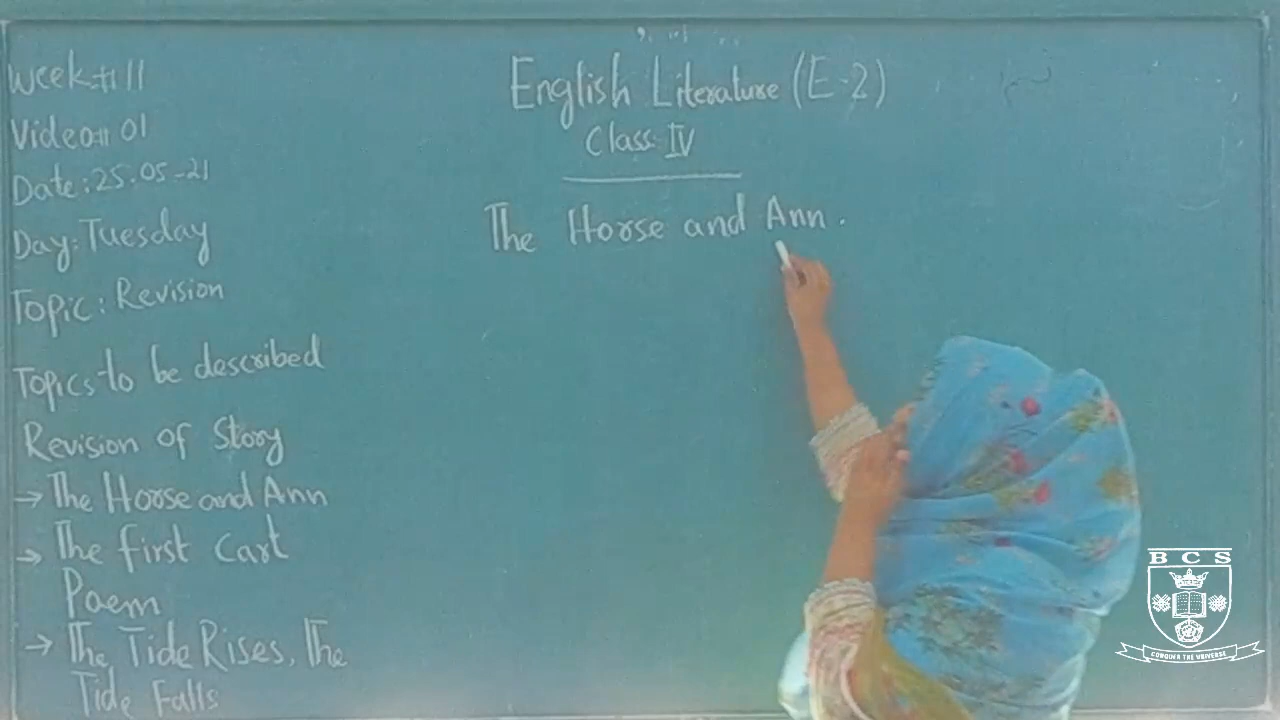 Week# 11
Video# 01
Date: 25.05-21
Day: Tuesday
Topic: Revision
Topics to be described
Revision of Story
→ The Horse and Ann
→ The first Cart
Poem
→ The Tide Rises, The
Tide Falls
English Literature (E-2)
Class: IV
The Horse and Ann.
BCS
CONQUER THE UNIVERSE